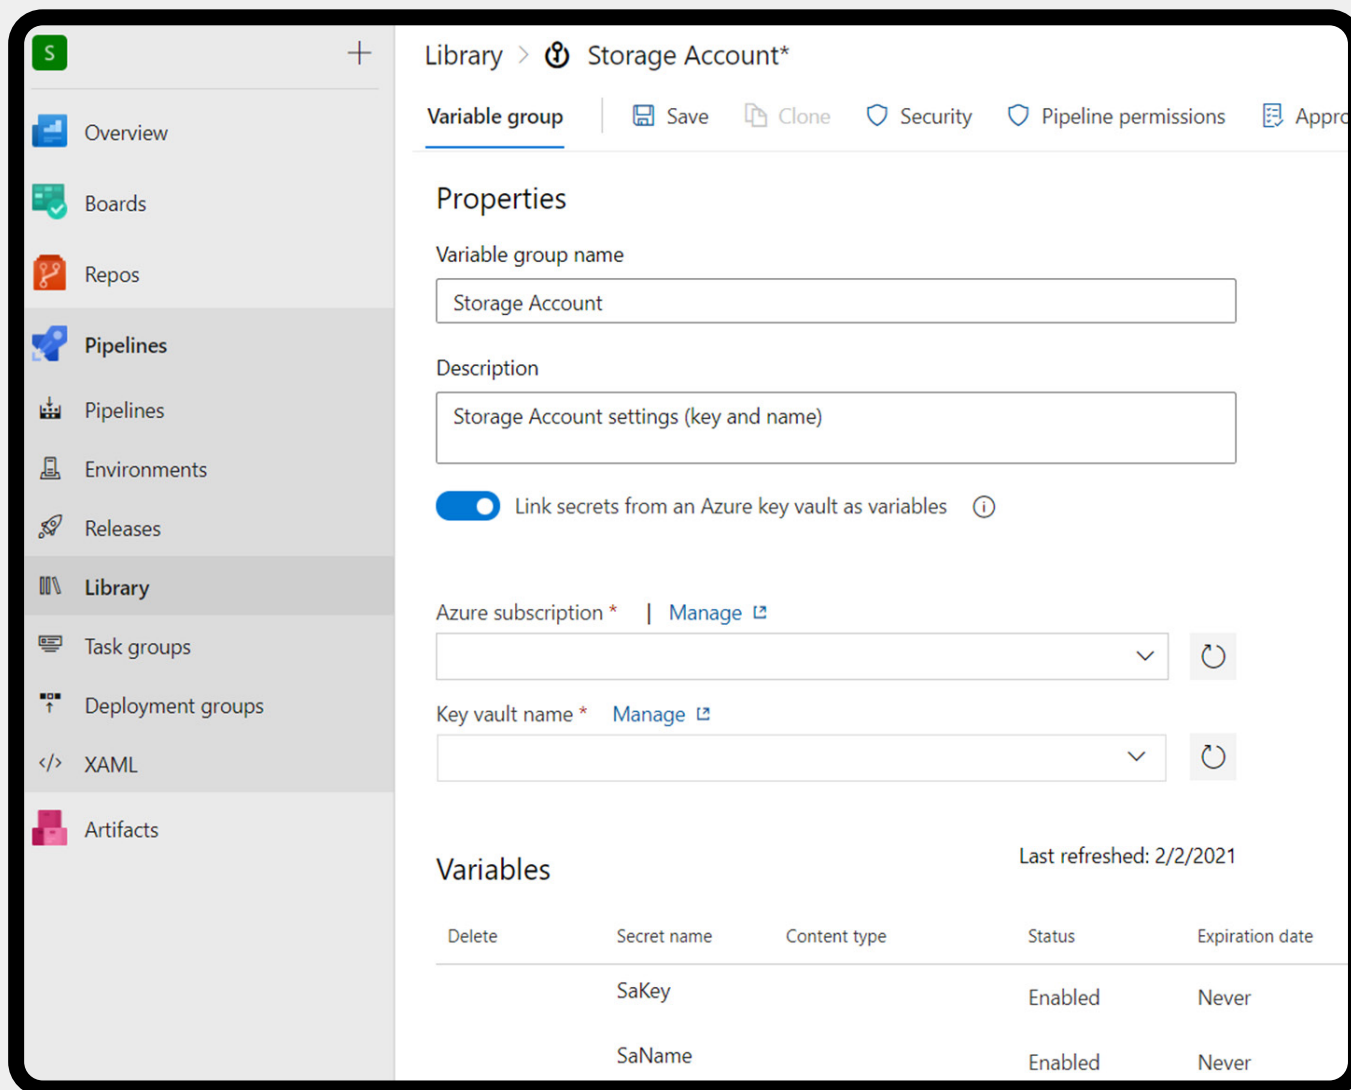 S
Library > Storage Account*
Variable group Save Clone Security Pipeline permissions
Overview
Boards
Repos
Pipelines
Pipelines
Environments
Releases
Library
Task groups
Deployment groups
</> XAML
Artifacts
Properties
Variable group name
Storage Account
Description
Storage Account settings (key and name)
Link secrets from an Azure key vault as variables
Azure subscription * | Manage
Key vault name * Manage
Variables
Last refreshed: 2/2/2021
Delete Secret name Content type Status Expiration date
SaKey Enabled Never
SaName Enabled Never